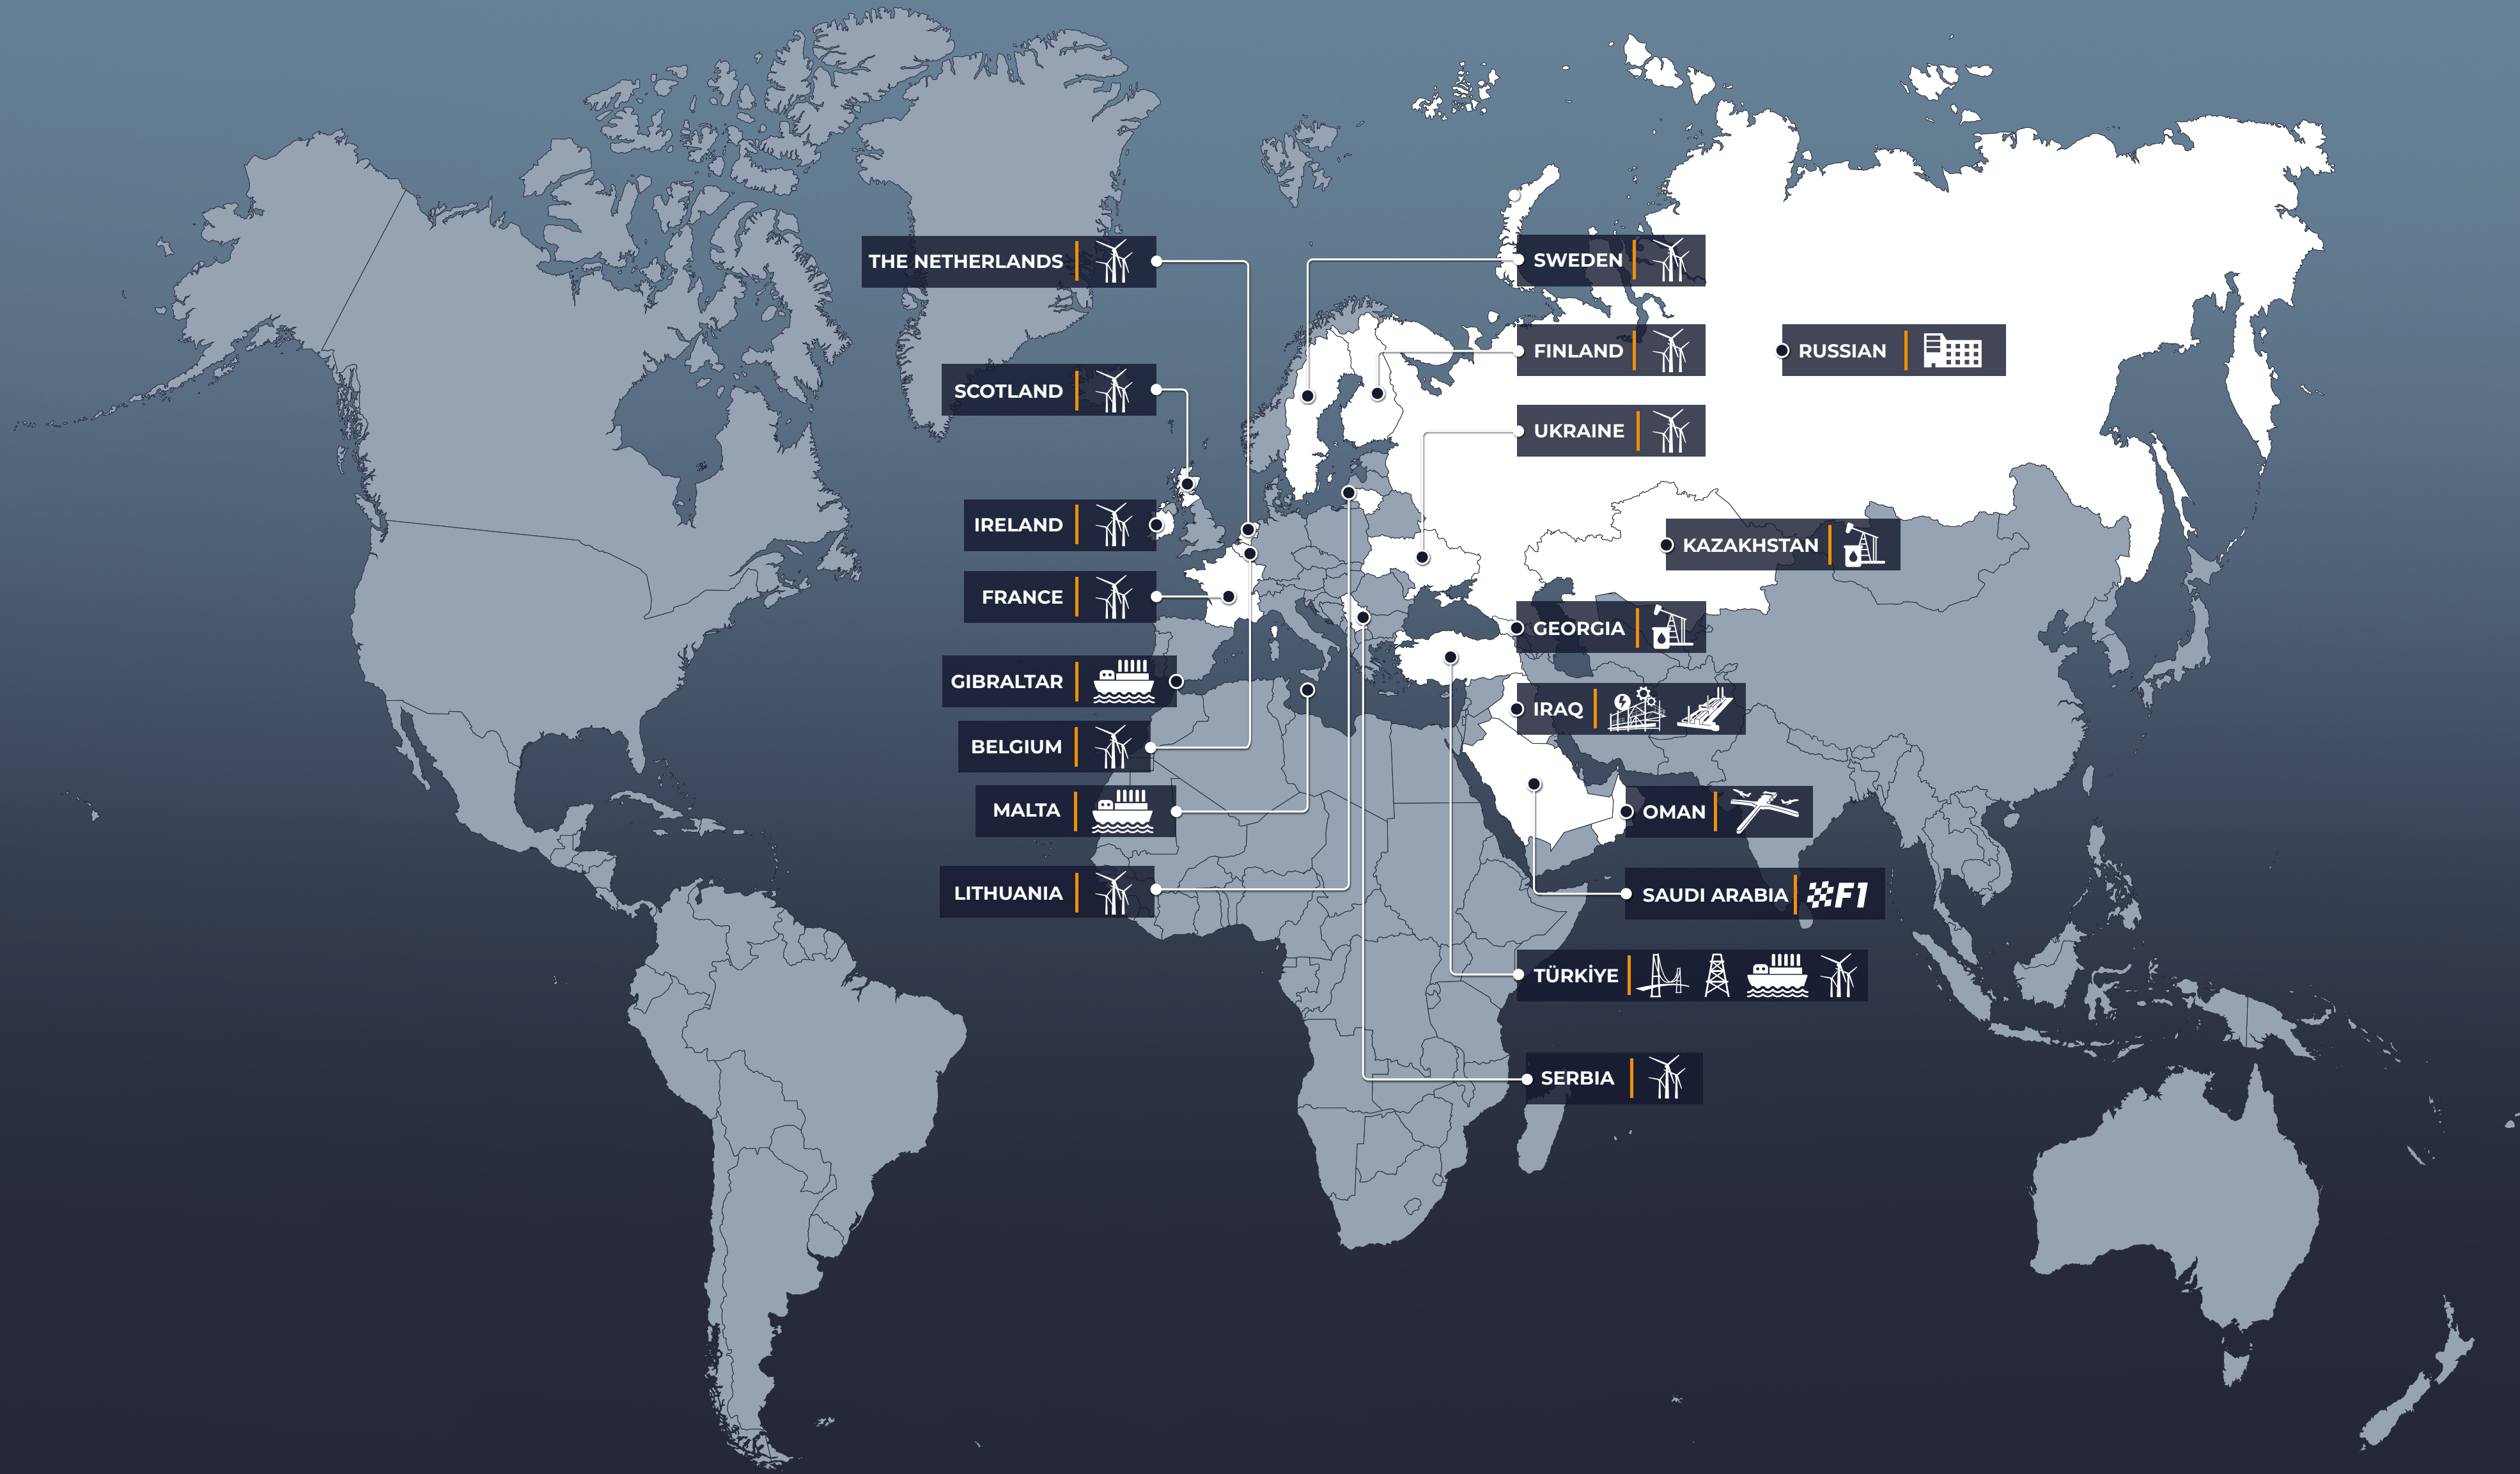 THE NETHERLANDS
SWEDEN
FINLAND
RUSSIAN
SCOTLAND
UKRAINE
IRELAND
KAZAKHSTAN
FRANCE
GEORGIA
GIBRALTAR
IRAQ
BELGIUM
MALTA
OMAN
LITHUANIA
SAUDI ARABIA
F1
TÜRKİYE
SERBIA